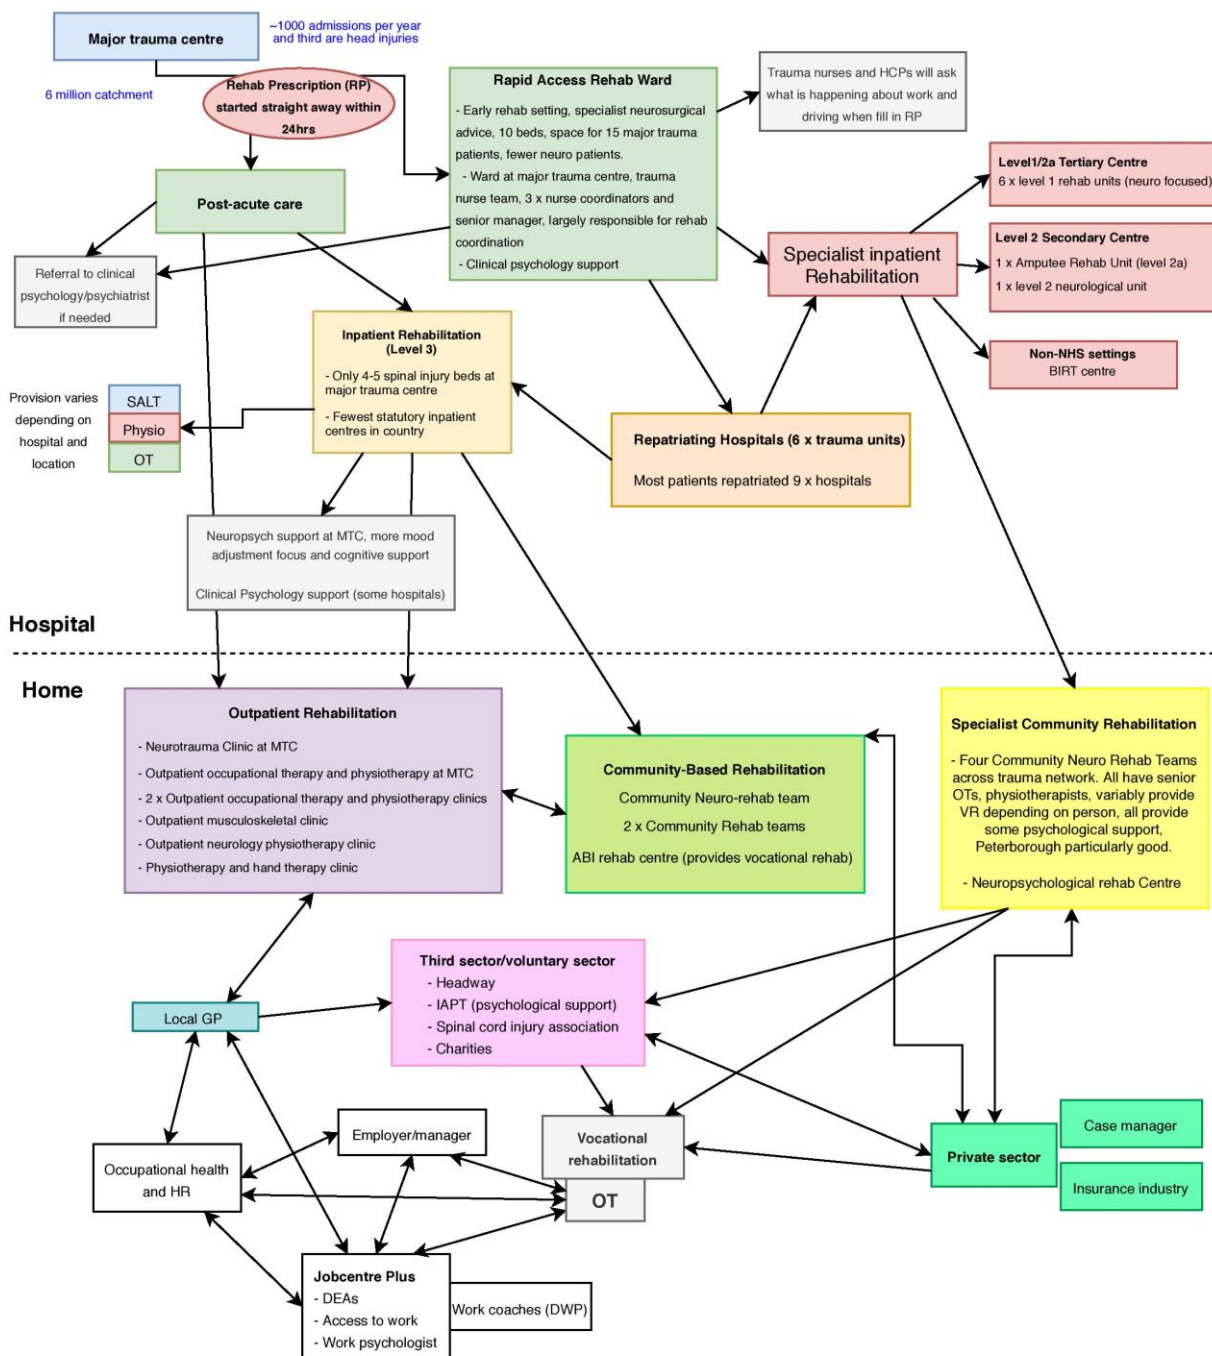 Major trauma centre
~1000 admissions per year
and third are head injuries
6 million catchment
Rehab Prescription (RP)
started straight away within
24hrs
Rapid Access Rehab Ward
- Early rehab setting, specialist neurosurgical
advice, 10 beds, space for 15 major trauma
patients, fewer neuro patients.
- Ward at major trauma centre, trauma
nurse team, 3 x nurse coordinators and
senior manager, largely responsible for rehab
coordination
- Clinical psychology support
Trauma nurses and HCPs will ask
what is happening about work and
driving when fill in RP
Post-acute care
Level1/2a Tertiary Centre
6 x level 1 rehab units (neuro focused)
Level 2 Secondary Centre
1 x Amputee Rehab Unit (level 2a)
1 x level 2 neurological unit
Specialist inpatient
Rehabilitation
Referral to clinical
psychology/psychiatrist
if needed
Non-NHS settings
BIRT centre
Inpatient Rehabilitation
(Level 3)
- Only 4-5 spinal injury beds at
major trauma centre
- Fewest statutory inpatient
centres in country
Provision varies
depending on
hospital and
location
SALT
Physio
OT
Repatriating Hospitals (6 x trauma units)
Most patients repatriated 9 x hospitals
Neuropsych support at MTC, more mood
adjustment focus and cognitive support
Clinical Psychology support (some hospitals)
Hospital
Home
Outpatient Rehabilitation
- Neurotrauma Clinic at MTC
- Outpatient occupational therapy and physiotherapy at MTC
- 2 x Outpatient occupational therapy and physiotherapy clinics
- Outpatient musculoskeletal clinic
- Outpatient neurology physiotherapy clinic
- Physiotherapy and hand therapy clinic
Community-Based Rehabilitation
Community Neuro-rehab team
2 x Community Rehab teams
ABI rehab centre (provides vocational rehab)
Specialist Community Rehabilitation
- Four Community Neuro Rehab Teams
across trauma network. All have senior
OTs, physiotherapists, variably provide
VR depending on person, all provide
some psychological support,
Peterborough particularly good.
- Neuropsychological rehab Centre
Third sector/voluntary sector
- Headway
- IAPT (psychological support)
- Spinal cord injury association
- Charities
Local GP
Employer/manager
Occupational health
and HR
Vocational
rehabilitation
OT
Private sector
Case manager
Insurance industry
Jobcentre Plus
- DEAs
- Access to work
- Work psychologist
Work coaches (DWP)